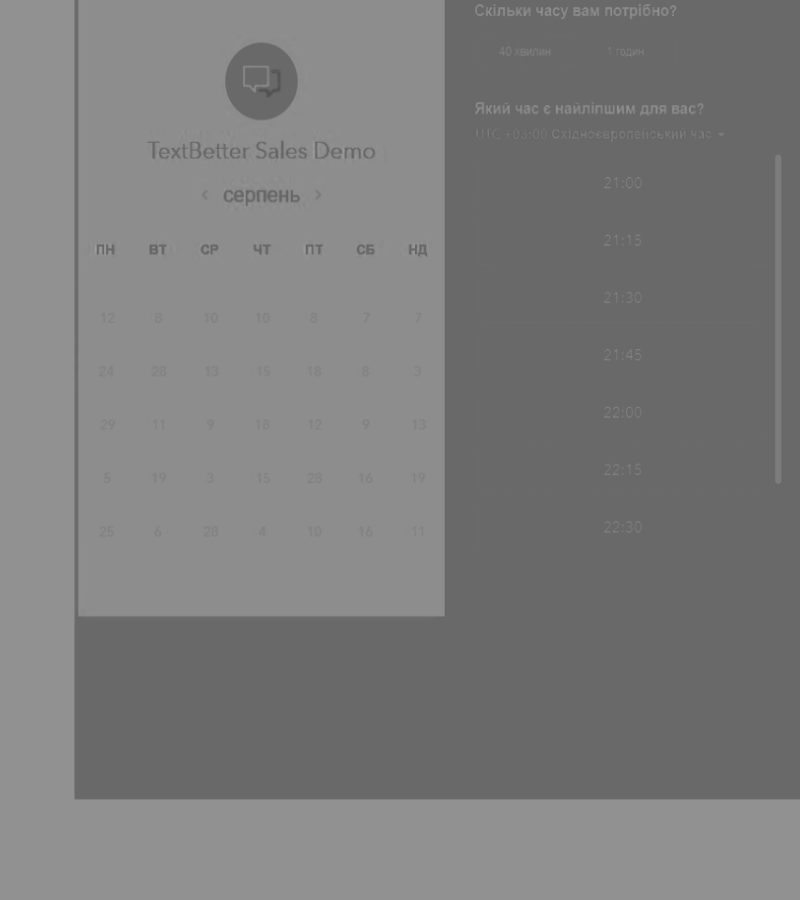 TextBetter Sales Demo
‹ серпень ›
ПН ВТ СР ЧТ ПТ СБ НД
12 8 10 10 8 7 7
24 28 13 15 18 8 3
29 11 9 18 12 9 13
5 19 3 15 28 16 19
25 6 28 4 10 16 11
Скільки часу вам потрібно?
40 хвилин 1 годин
Який час є найліпшим для вас?
UTC +03:00 Східноєвропейський час
21:00
21:15
21:30
21:45
22:00
22:15
22:30